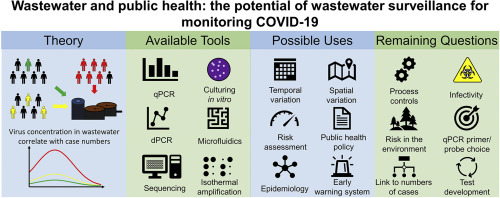 Wastewater and public health: the potential of wastewater surveillance for
monitoring COVID-19
Theory
Virus concentration in wastewater
correlate with case numbers
Available Tools
qPCR
Culturing
in vitro
dPCR
Microfluidics
Sequencing
Isothermal
amplification
Possible Uses
Temporal
variation
Spatial
variation
Risk
assessment
Public health
policy
Epidemiology
Early
warning system
Remaining Questions
Process
controls
Infectivity
Risk in the
environment
qPCR primer/
probe choice
Link to numbers
of cases
Test
development